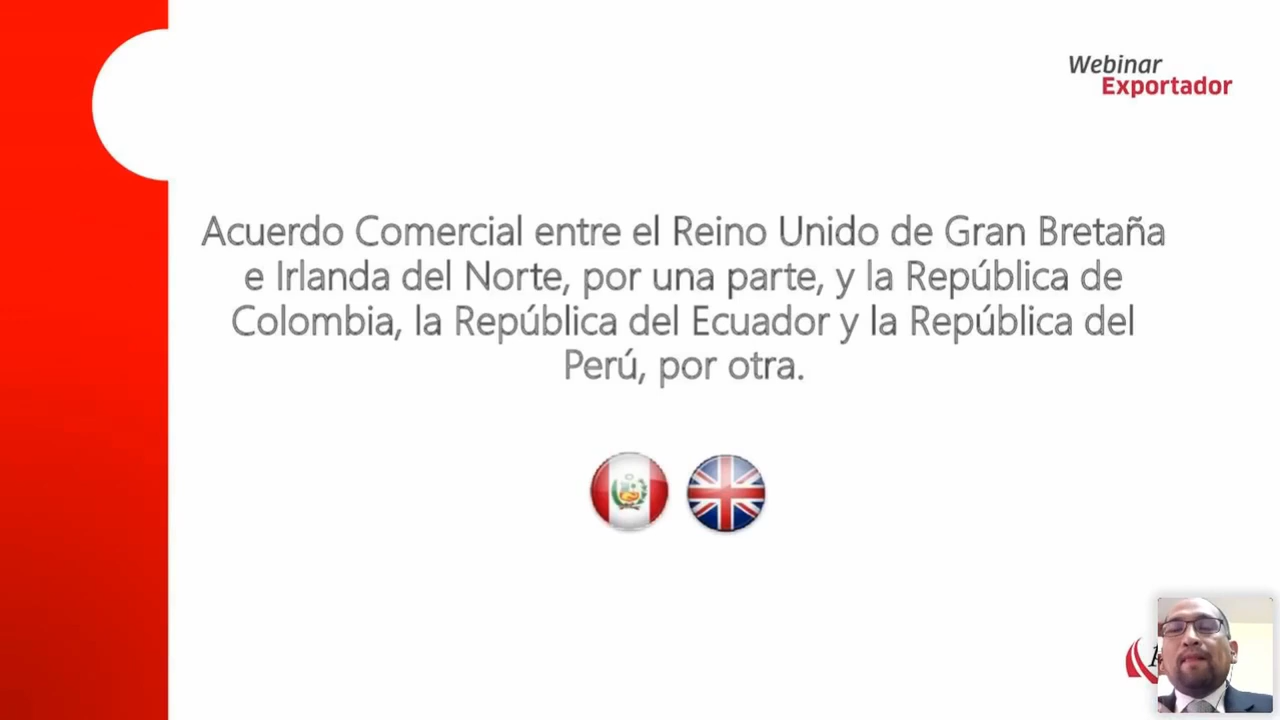 Webinar
Exportador
Acuerdo Comercial entre el Reino Unido de Gran Bretaña
e Irlanda del Norte, por una parte, y la República de
Colombia, la República del Ecuador y la República del
Perú, por otra.